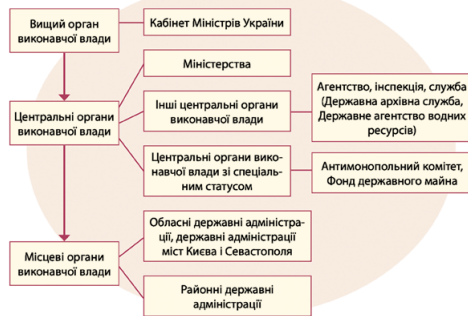 Вищий орган
виконавчої влади
Кабінет Міністрів України
Міністерства
Центральні органи
виконавчої влади
Інші центральні органи
виконавчої влади
Агентство, інспекція, служба
(Державна архівна служба,
Державне агентство водних
ресурсів)
Центральні органи вико-
навчої влади зі спеціаль-
ним статусом
Антимонопольний комітет,
Фонд державного майна
Місцеві органи
виконавчої влади
Обласні державні адміністра-
ції, державні адміністрації
міст Києва і Севастополя
Районні державні
адміністрації